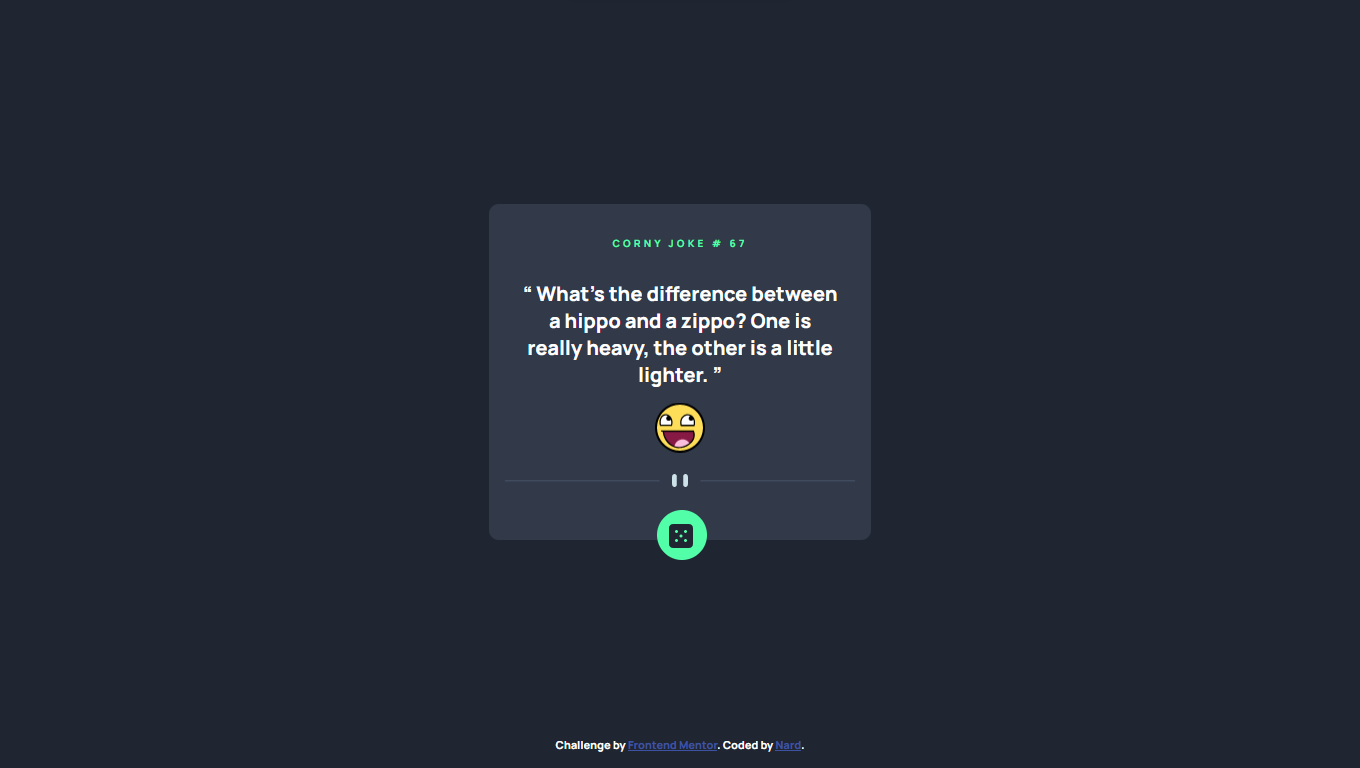 CORNY JOKE # 67
“ What's the difference between
a hippo and a zippo? One is
really heavy, the other is a little
lighter. ”
Challenge by Frontend Mentor. Coded by Nard.